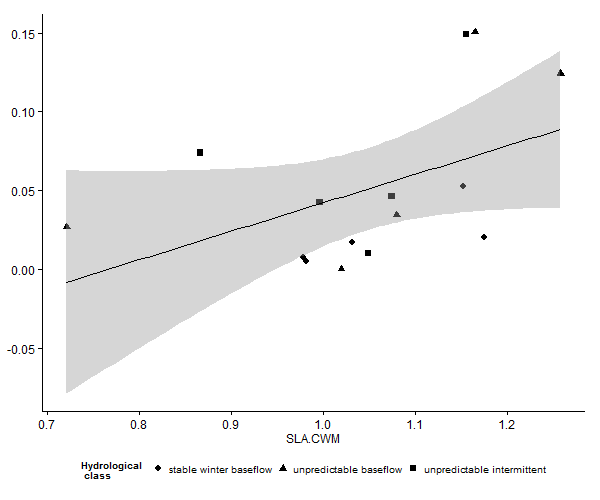 0.15
0.10
0.05
0.00
-0.05
0.7 0.8 0.9 1.0 1.1 1.2
SLA.CWM
Hydrological
class
stable winter baseflow unpredictable baseflow unpredictable intermittent